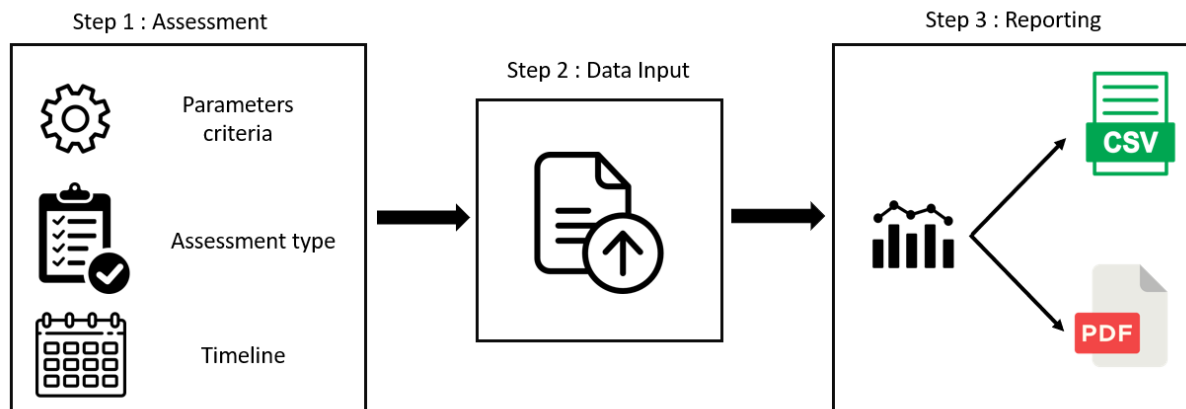 Step 1 : Assessment
Parameters
criteria
Assessment type
Timeline
Step 2 : Data Input
Step 3 : Reporting
CSV
PDF